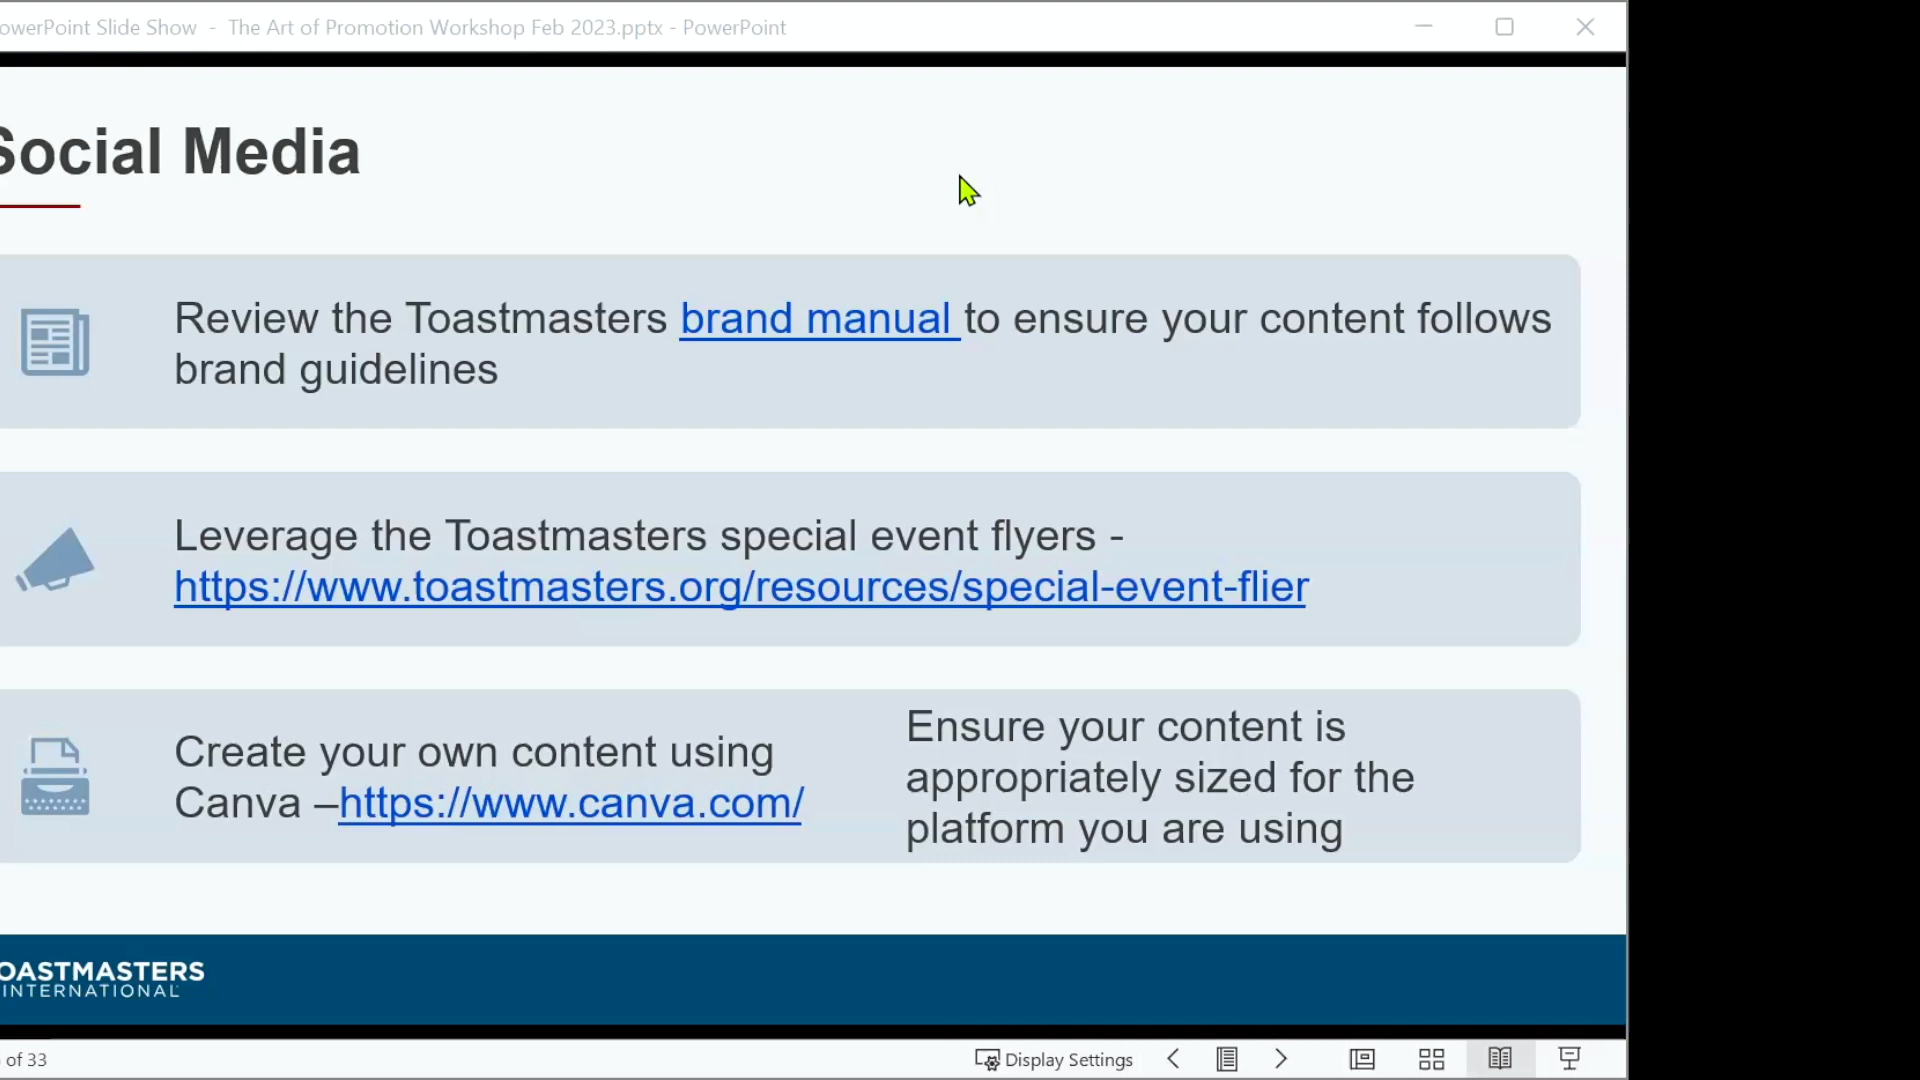 owerPoint Slide Show - The Art of Promotion Workshop Feb 2023.pptx - PowerPoint
Social Media
Review the Toastmasters brand manual to ensure your content follows
brand guidelines
Leverage the Toastmasters special event flyers -
https://www.toastmasters.org/resources/special-event-flier
Create your own content using
Canva –https://www.canva.com/
Ensure your content is
appropriately sized for the
platform you are using
OASTMASTERS
INTERNATIONAL
of 33
Display Settings